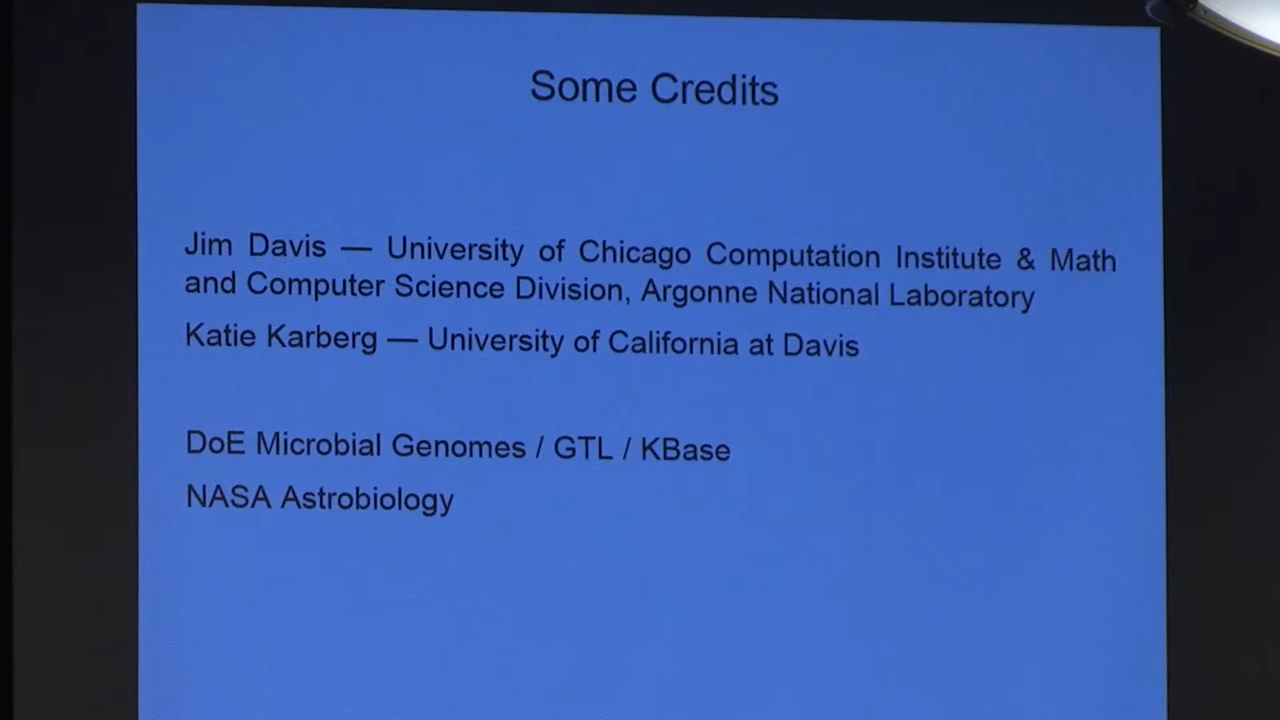 Some Credits
Jim Davis — University of Chicago Computation Institute & Math
and Computer Science Division, Argonne National Laboratory
Katie Karberg — University of California at Davis
DoE Microbial Genomes / GTL / KBase
NASA Astrobiology